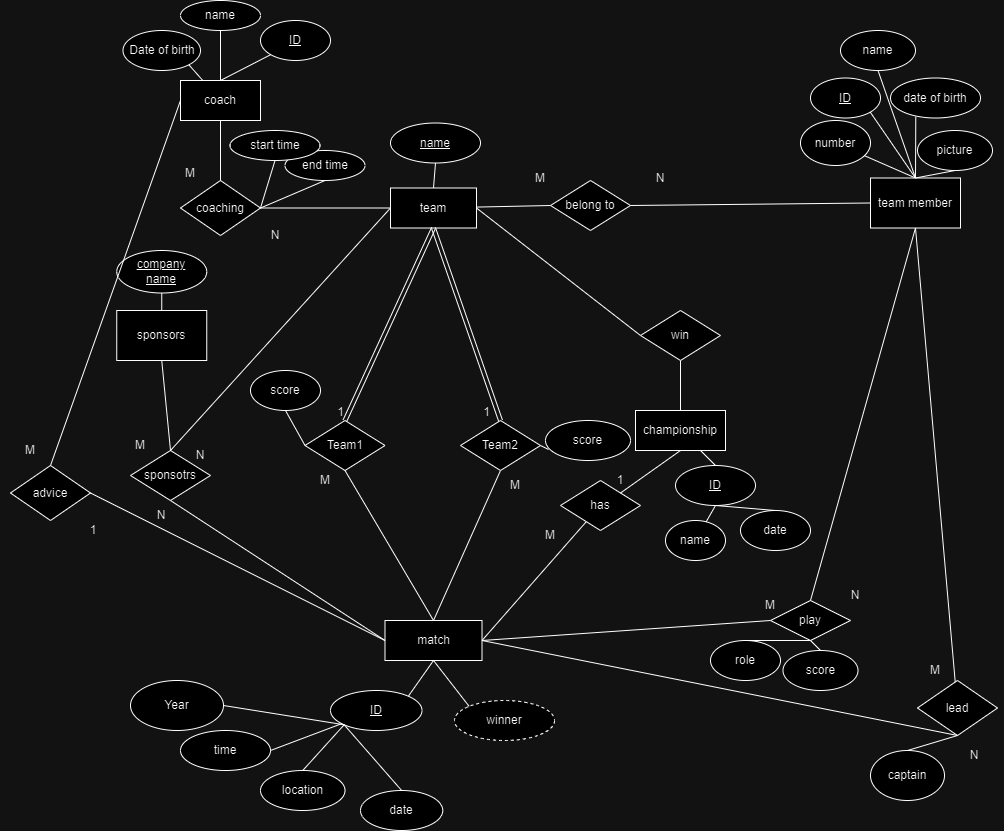 name
Date of birth
ID
coach
name
ID
date of birth
number
picture
team member
start time
end time
name
M
coaching
N
team
M
belong to
N
company
name
sponsors
win
score
1
1
championship
Team1
Team2
score
M
N
M
sponsotrs
M
advice
1
N
M
M
1
has
M
ID
name
date
match
M
N
play
role
score
M
lead
N
captain
Year
ID
winner
time
location
date